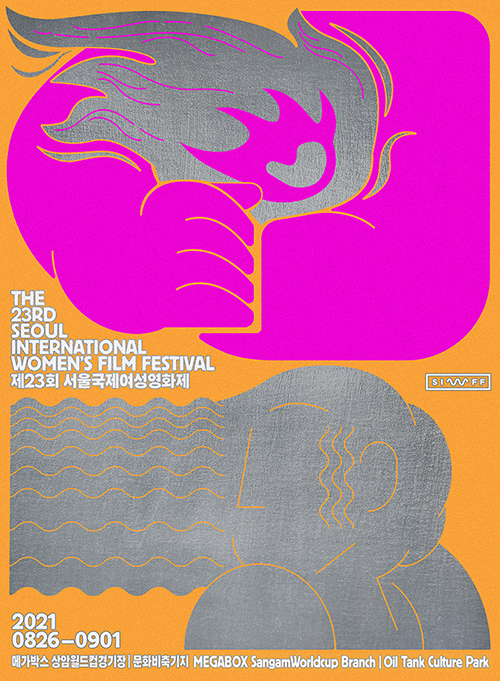 THE
23RD
SEOUL
INTERNATIONAL
WOMEN'S FILM FESTIVAL
제23회 서울국제여성영화제
SIWFF
2021
0826–0901
메가박스 상암월드컵경기장 | 문화비축기지 MEGABOX SangamWorldcup Branch | Oil Tank Culture Park